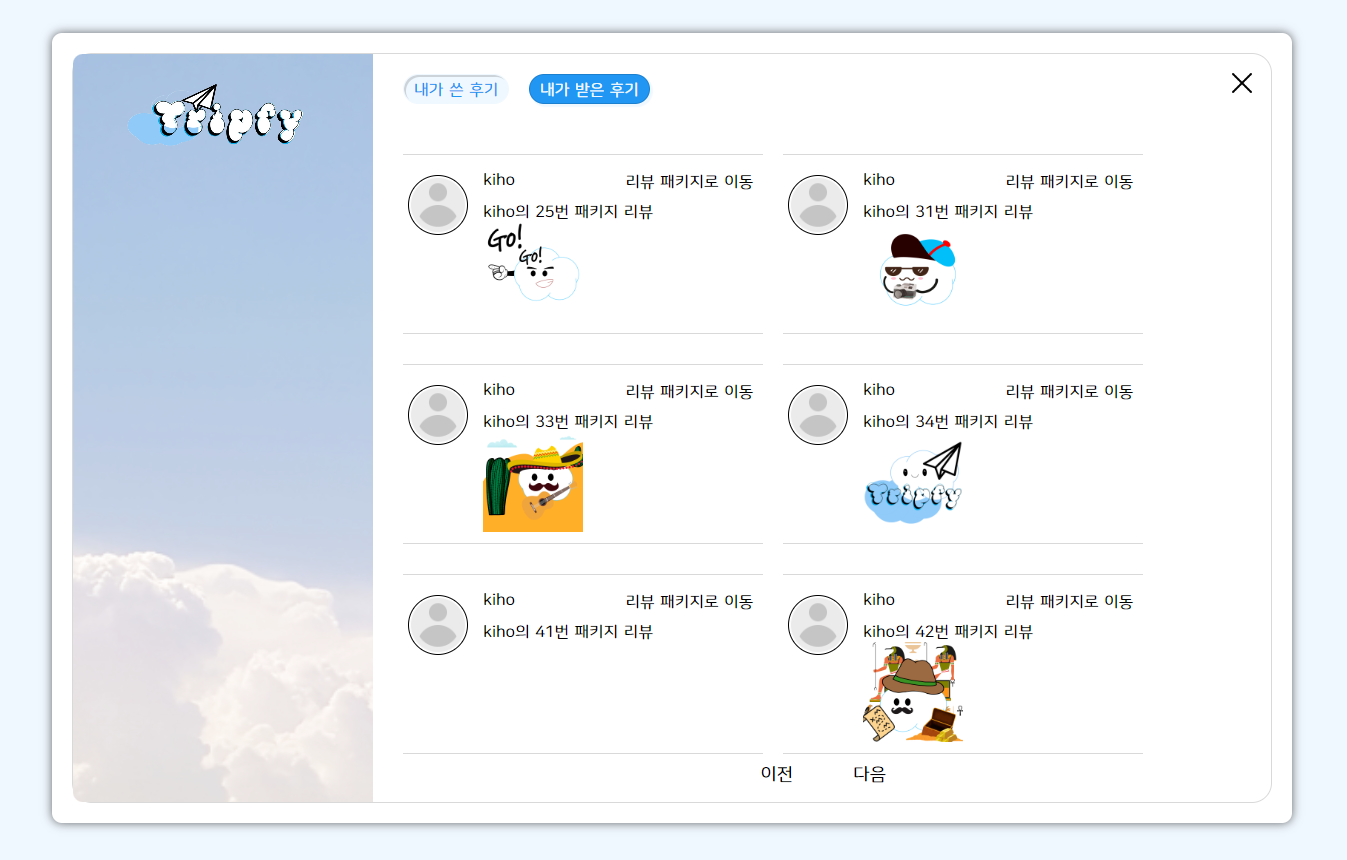 Tripfy
내가 쓴 후기
내가 받은 후기
kiho
리뷰 패키지로 이동
kiho의 25번 패키지 리뷰
GO!
GO!
kiho
리뷰 패키지로 이동
kiho의 31번 패키지 리뷰
kiho
리뷰 패키지로 이동
kiho의 33번 패키지 리뷰
kiho
리뷰 패키지로 이동
kiho의 34번 패키지 리뷰
Tripfy
kiho
리뷰 패키지로 이동
kiho의 41번 패키지 리뷰
kiho
리뷰 패키지로 이동
kiho의 42번 패키지 리뷰
이전
다음